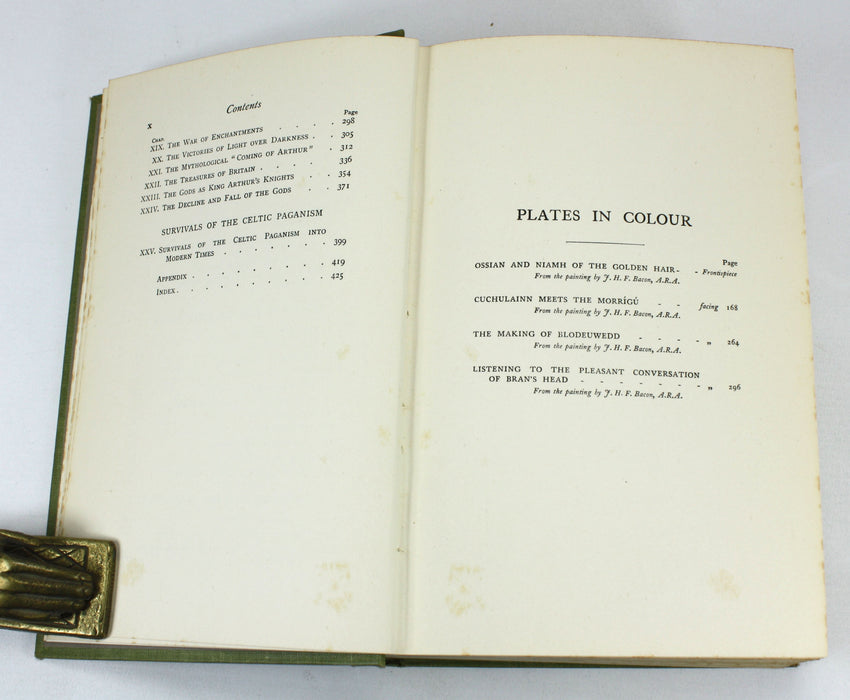 x
Contents
Chap. Page
XIX. The War of Enchantments . . . . 298
XX. The Victories of Light over Darkness . . 305
XXI. The Mythological "Coming of Arthur" . 312
XXII. The Treasures of Britain . . . . 336
XXIII. The Gods as King Arthur's Knights . . 354
XXIV. The Decline and Fall of the Gods . . 371
SURVIVALS OF THE CELTIC PAGANISM
XXV. Survivals of the Celtic Paganism into
Modern Times . . . . . . . 399
Appendix . . . . . . . . . 419
Index . . . . . . . . . . 425
PLATES IN COLOUR
Page
OSSIAN AND NIAMH OF THE GOLDEN HAIR - - Frontispiece
From the painting by J. H. F. Bacon, A.R.A.
CUCHULAINN MEETS THE MORRÍGÚ - - facing 168
From the painting by J. H. F. Bacon, A.R.A.
THE MAKING OF BLODEUWEDD - - - - „ 264
From the painting by J. H. F. Bacon, A.R.A.
LISTENING TO THE PLEASANT CONVERSATION
OF BRAN'S HEAD - - - - - - - „ 296
From the painting by J. H. F. Bacon, A.R.A.